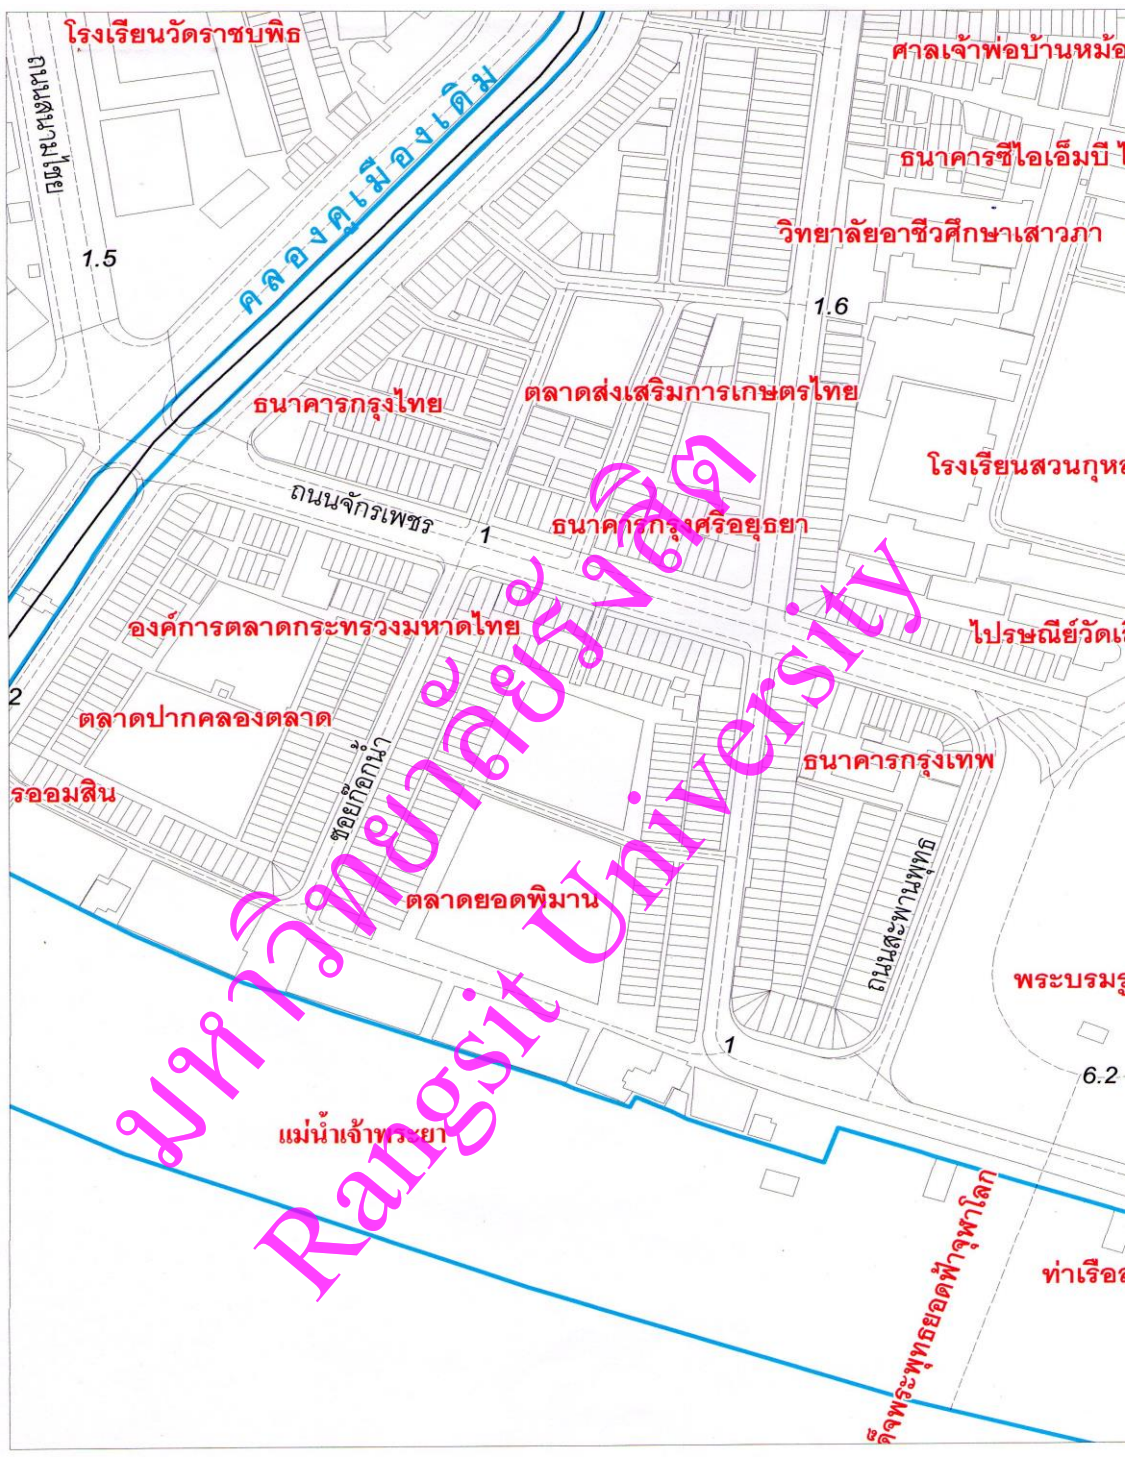 โรงเรียนวัดราชบพิธ
ศาลเจ้าพ่อบ้านหม้อ
ถนนสนามไชย
คลองคูเมืองเดิม
ธนาคารซีไอเอ็มบี ไ
วิทยาลัยอาชีวศึกษาเสาวภา
1.5
1.6
ธนาคารกรุงไทย
ตลาดส่งเสริมการเกษตรไทย
โรงเรียนสวนกุหล
ถนนจักรเพชร
1
ธนาคารกรุงศรีอยุธยา
องค์การตลาดกระทรวงมหาดไทย
ไปรษณีย์วัดเลี
2
ตลาดปากคลองตลาด
ซอยก๊อกน้ำ
ธนาคารกรุงเทพ
รออมสิน
ตลาดยอดพิมาน
ถนนสะพานพุทธ
พระบรมรู
1
6.2
แม่น้ำเจ้าพระยา
ด็จพระพุทธยอดฟ้าจุฬาโลก
ท่าเรือส
มหาวิทยาลัยรังสิต
Rangsit University